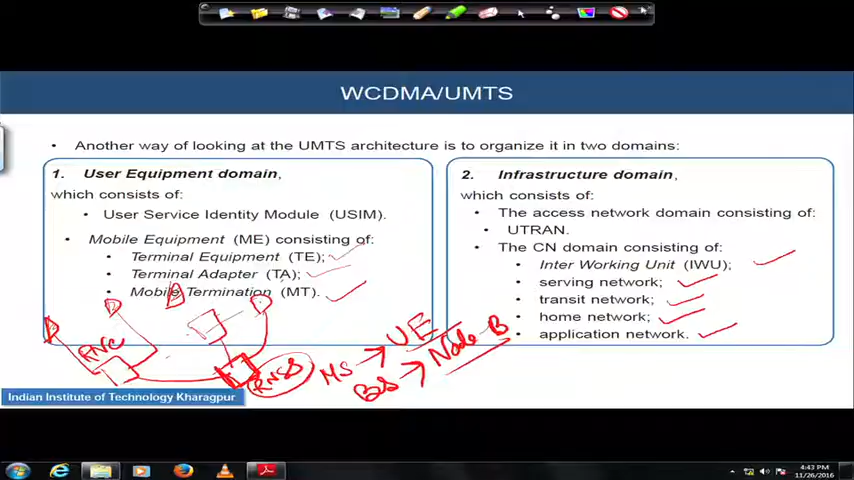 WCDMA/UMTS
• Another way of looking at the UMTS architecture is to organize it in two domains:
1. User Equipment domain,
which consists of:
• User Service Identity Module (USIM).
• Mobile Equipment (ME) consisting of:
• Terminal Equipment (TE);
• Terminal Adapter (TA);
• Mobile Termination (MT).
2. Infrastructure domain,
which consists of:
• The access network domain consisting of:
• UTRAN.
• The CN domain consisting of:
• Inter Working Unit (IWU);
• serving network;
• transit network;
• home network;
• application network.
RNC
RNSS
MS → UE
BS → Node-B
Indian Institute of Technology Kharagpur
4:43 PM
11/26/2016